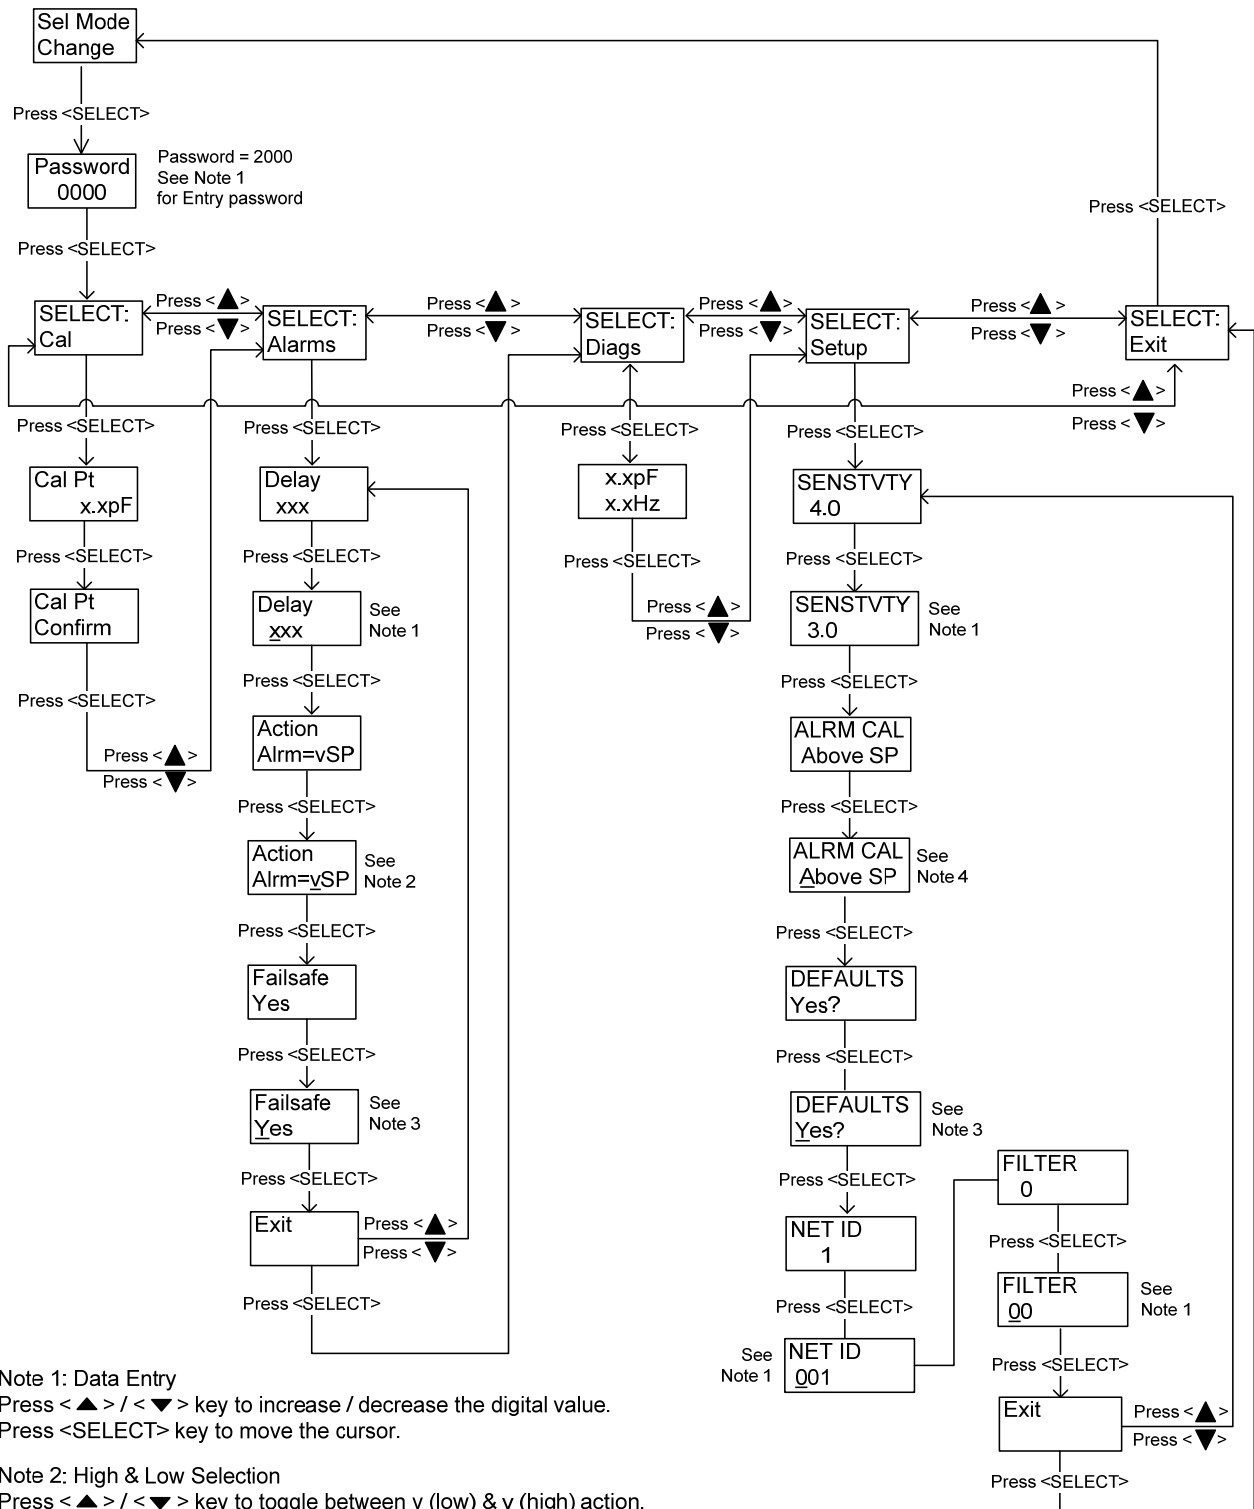 Sel Mode
Change
Press <SELECT>
Password
0000
Password = 2000
See Note 1
for Entry password
Press <SELECT>
Press <SELECT>
SELECT:
Cal
Press <▲>
Press <▼>
SELECT:
Alarms
Press <▲>
Press <▼>
SELECT:
Diags
Press <▲>
Press <▼>
SELECT:
Setup
Press <▲>
Press <▼>
SELECT:
Exit
Press <▲>
Press <▼>
Press <SELECT>
Cal Pt
x.xpF
Press <SELECT>
Cal Pt
Confirm
Press <SELECT>
Press <▲>
Press <▼>
Press <SELECT>
Delay
xxx
Press <SELECT>
Delay
xxx
See
Note 1
Press <SELECT>
Action
Alrm=vSP
Press <SELECT>
Action
Alrm=vSP
See
Note 2
Press <SELECT>
Failsafe
Yes
Press <SELECT>
Failsafe
Yes
See
Note 3
Press <SELECT>
Exit
Press <▲>
Press <▼>
Press <SELECT>
Press <SELECT>
x.xpF
x.xHz
Press <SELECT>
Press <▲>
Press <▼>
Press <SELECT>
SENSTVTY
4.0
Press <SELECT>
SENSTVTY
3.0
See
Note 1
Press <SELECT>
ALRM CAL
Above SP
Press <SELECT>
ALRM CAL
Above SP
See
Note 4
Press <SELECT>
DEFAULTS
Yes?
Press <SELECT>
DEFAULTS
Yes?
See
Note 3
Press <SELECT>
NET ID
1
Press <SELECT>
See
Note 1
NET ID
001
FILTER
0
Press <SELECT>
FILTER
00
See
Note 1
Press <SELECT>
Exit
Press <▲>
Press <▼>
Press <SELECT>
Note 1: Data Entry
Press < ▲ > / < ▼ > key to increase / decrease the digital value.
Press <SELECT> key to move the cursor.
Note 2: High & Low Selection
Press < ▲ > / < ▼ > key to toggle between v (low) & v (high) action.